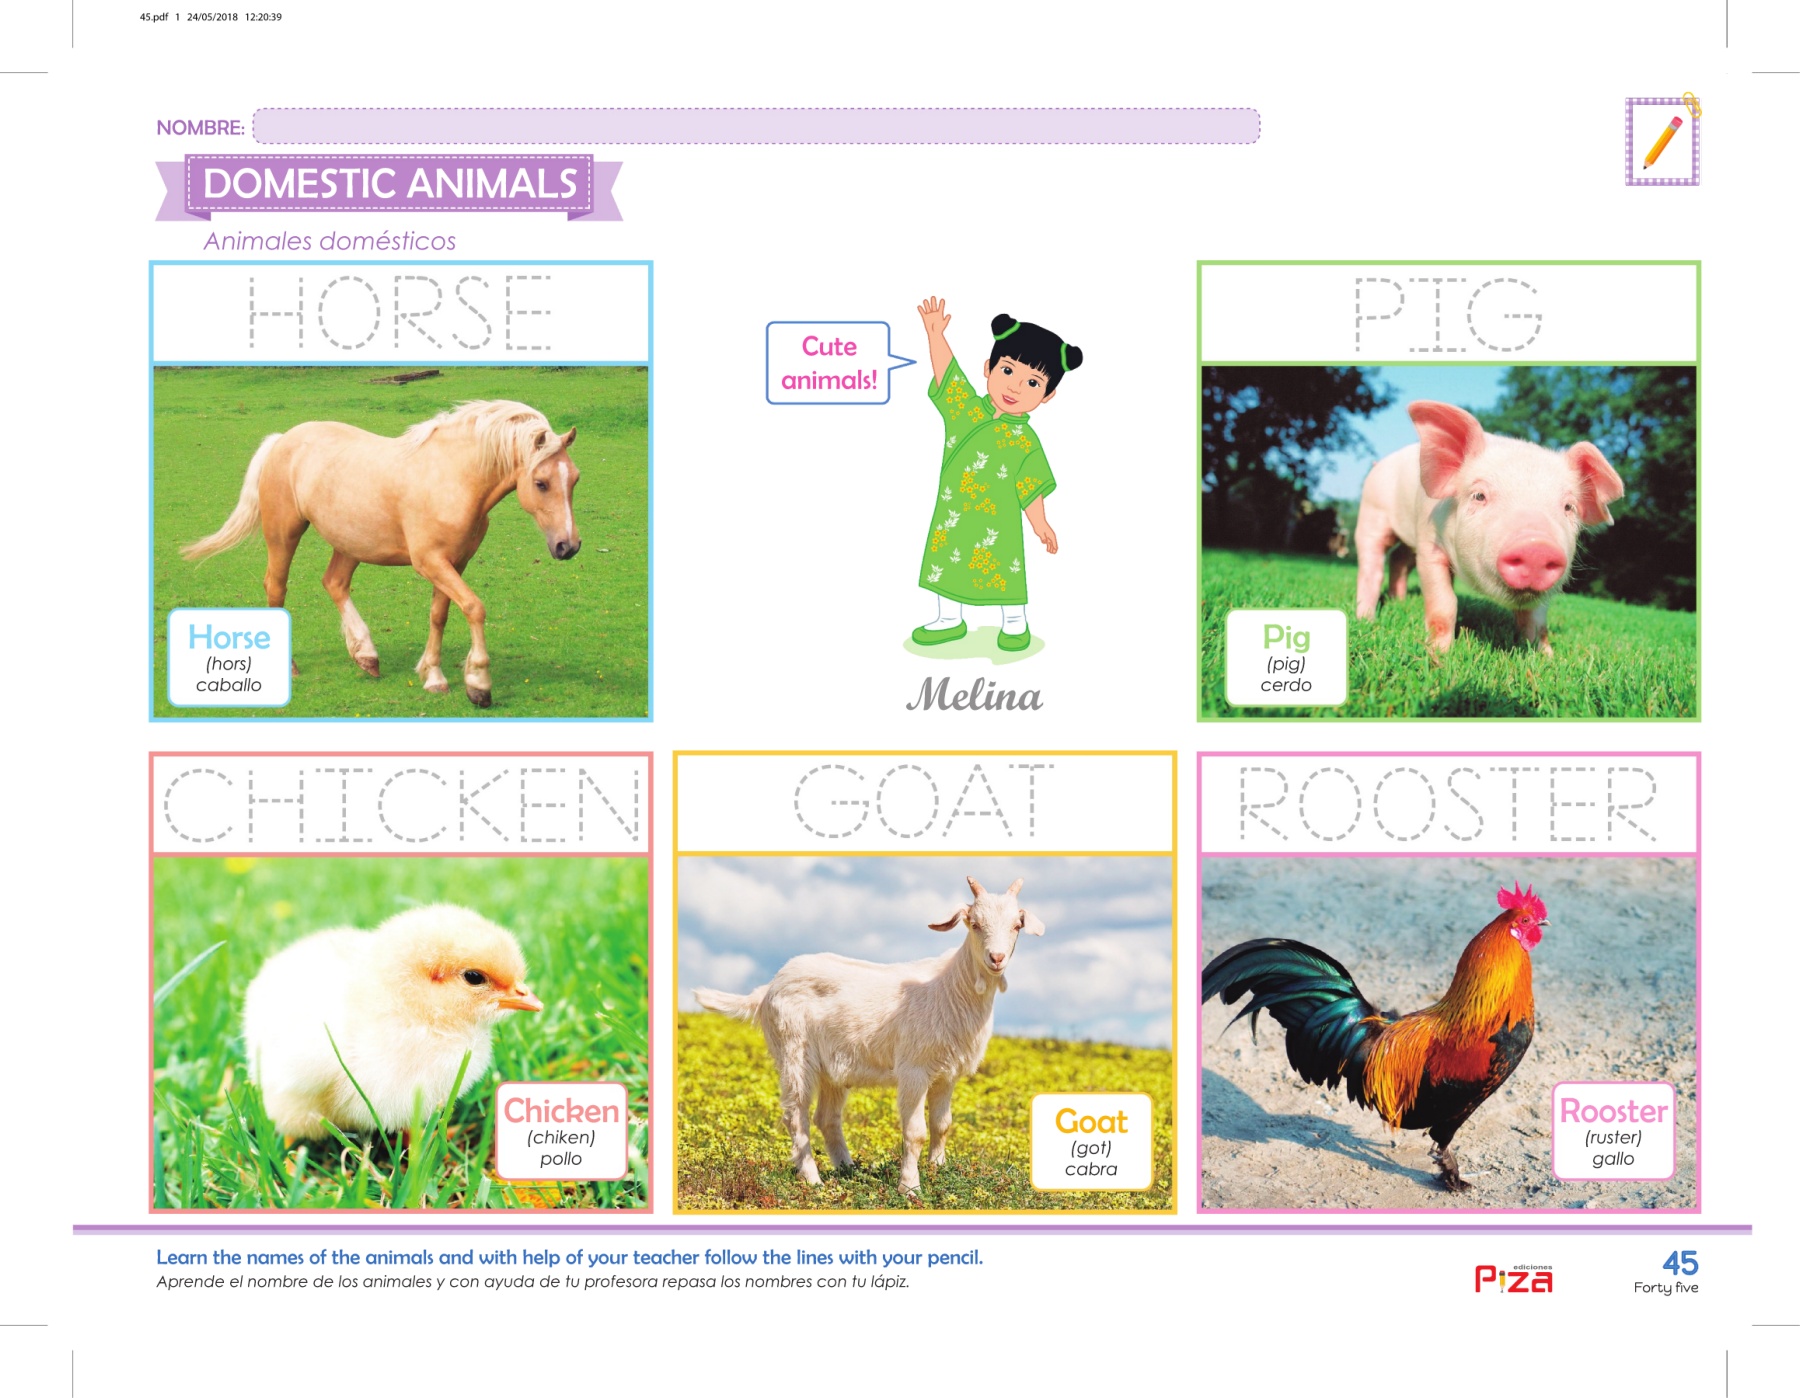 45.pdf 1 24/05/2018 12:20:39
NOMBRE:
DOMESTIC ANIMALS
Animales domésticos
HORSE
Horse
(hors)
caballo
Cute
animals!
Melina
PIG
Pig
(pig)
cerdo
CHICKEN
Chicken
(chiken)
pollo
GOAT
Goat
(got)
cabra
ROOSTER
Rooster
(ruster)
gallo
Learn the names of the animals and with help of your teacher follow the lines with your pencil.
Aprende el nombre de los animales y con ayuda de tu profesora repasa los nombres con tu lápiz.
ediciones
Piza
45
Forty five